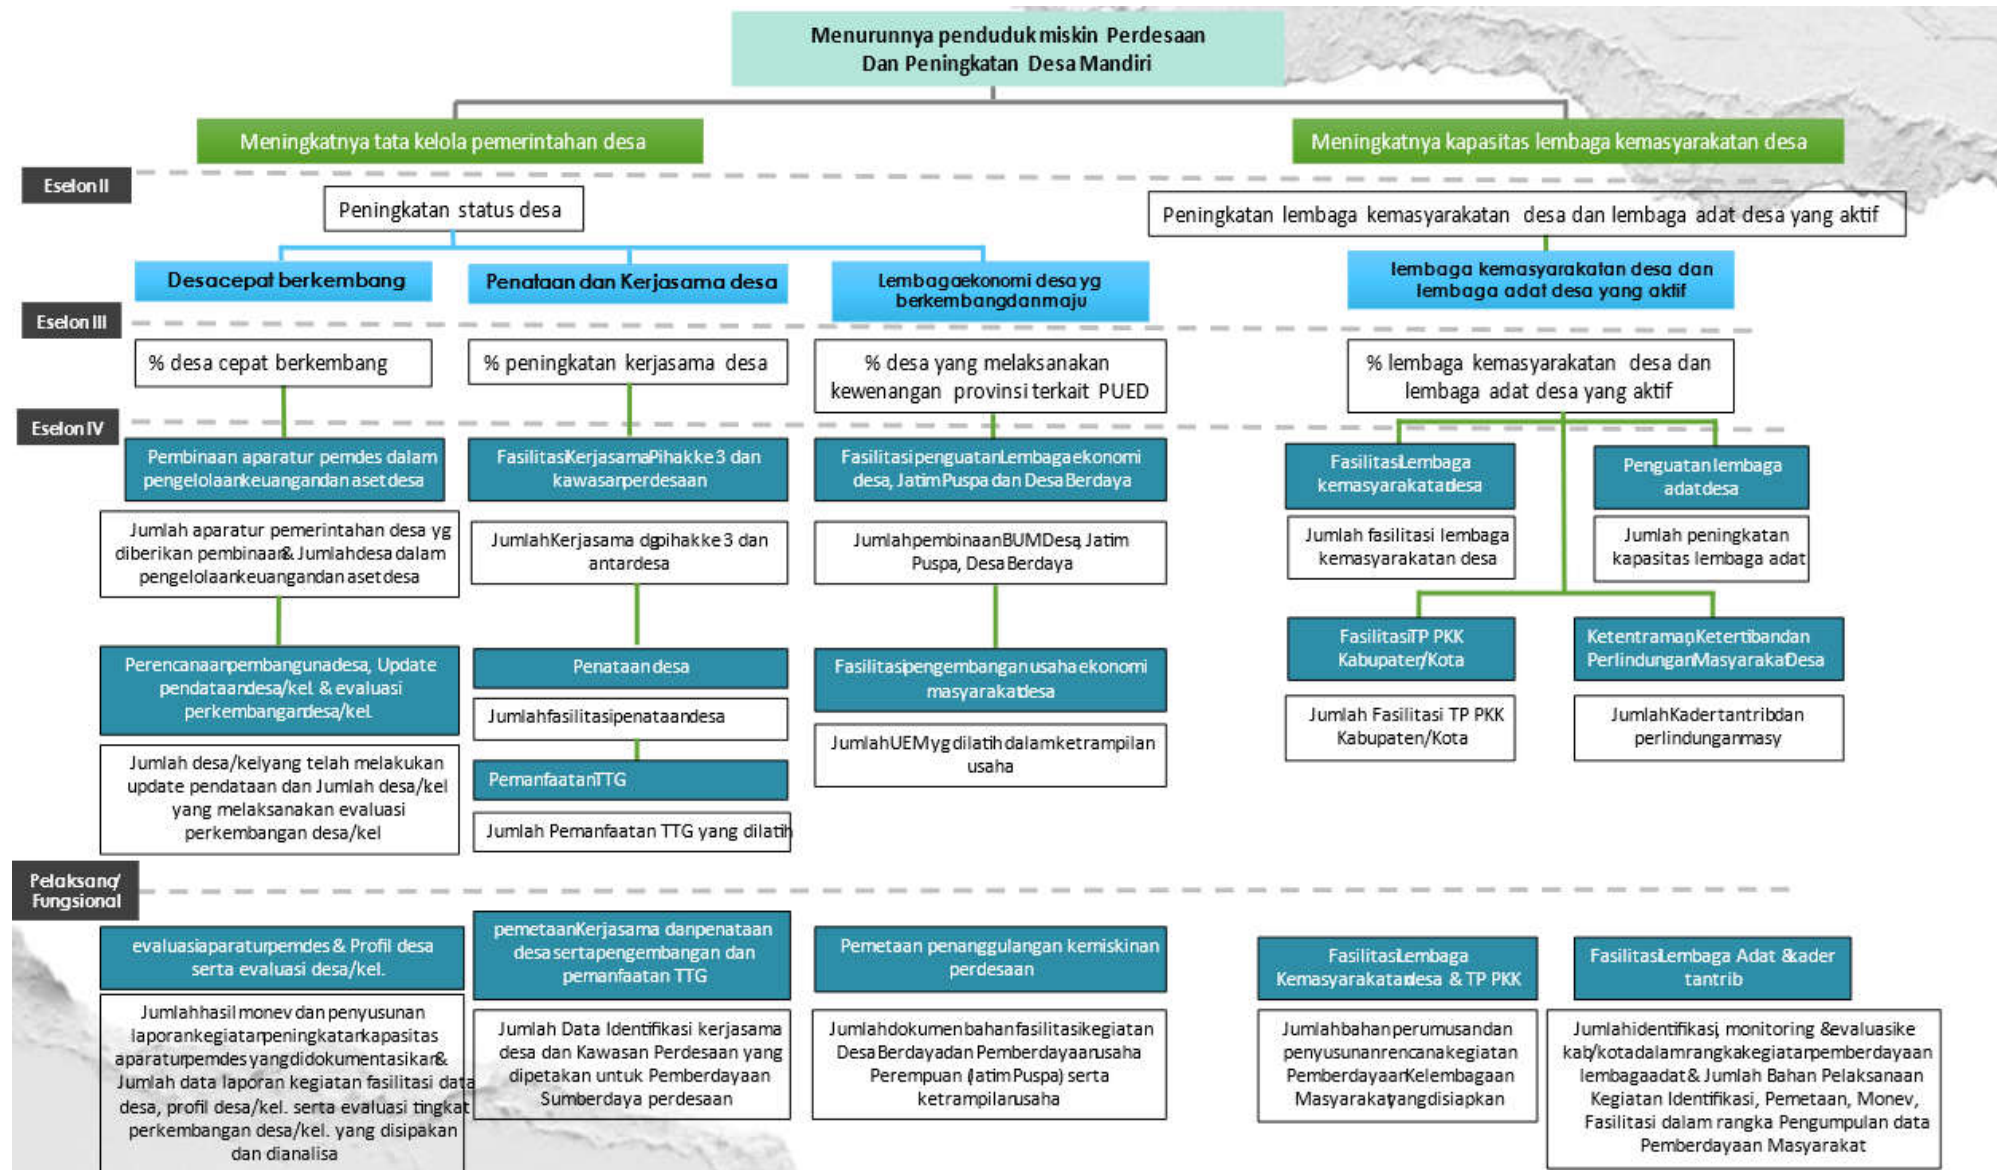 Menurunnya penduduk miskin Perdesaan
Dan Peningkatan Desa Mandiri
Meningkatnya tata kelola pemerintahan desa
Meningkatnya kapasitas lembaga kemasyarakatan desa
Eselon II
Peningkatan status desa
Peningkatan lembaga kemasyarakatan desa dan lembaga adat desa yang aktif
Desa cepat berkembang
Penataan dan Kerjasama desa
Lembaga ekonomi desa yg
berkembang dan maju
lembaga kemasyarakatan desa dan
lembaga adat desa yang aktif
Eselon III
% desa cepat berkembang
% peningkatan kerjasama desa
% desa yang melaksanakan
kewenangan provinsi terkait PUED
% lembaga kemasyarakatan desa dan
lembaga adat desa yang aktif
Eselon IV
Pembinaan aparatur pemdes dalam
pengelolaan keuangan dan aset desa
Fasilitasi Kerjasama Pihak ke 3 dan
kawasan perdesaan
Fasilitasi penguatan Lembaga ekonomi
desa, Jatim Puspa dan Desa Berdaya
Fasilitasi Lembaga
kemasyarakatan desa
Penguatan lembaga
adat desa
Jumlah aparatur pemerintahan desa yg
diberikan pembinaan & Jumlah desa dalam
pengelolaan keuangan dan aset desa
Jumlah Kerjasama dg pihak ke 3 dan
antar desa
Jumlah pembinaan BUM Desa, Jatim
Puspa, Desa Berdaya
Jumlah fasilitasi lembaga
kemasyarakatan desa
Jumlah peningkatan
kapasitas lembaga adat
Perencanaan pembangunan desa, Update
pendataan desa/kel. & evaluasi
perkembangan desa/kel.
Penataan desa
Fasilitasi pengembangan usaha ekonomi
masyarakat desa
Fasilitasi TP PKK
Kabupaten/Kota
Ketentraman, Ketertiban dan
Perlindungan Masyarakat Desa
Jumlah fasilitasi penataan desa
Jumlah Fasilitasi TP PKK
Kabupaten/Kota
Jumlah Kader tantrib dan
perlindungan masy
Jumlah desa/kel yang telah melakukan
update pendataan dan Jumlah desa/kel
yang melaksanakan evaluasi
perkembangan desa/kel
Jumlah UEM yg dilatih dalam ketrampilan
usaha
Pemanfaatan TTG
Jumlah Pemanfaatan TTG yang dilatih
Pelaksana/
Fungsional
evaluasi aparatur pemdes & Profil desa
serta evaluasi desa/kel.
pemetaan Kerjasama dan penataan
desa serta pengembangan dan
pemanfaatan TTG
Pemetaan penanggulangan kemiskinan
perdesaan
Fasilitasi Lembaga
Kemasyarakatan desa & TP PKK
Fasilitasi Lembaga Adat & kader
tantrib
Jumlah hasil monev dan penyusunan
laporan kegiatan peningkatan kapasitas
aparatur pemdes yang didokumentasikan &
Jumlah data laporan kegiatan fasilitasi data
desa, profil desa/kel. serta evaluasi tingkat
perkembangan desa/kel. yang disipakan
dan dianalisa
Jumlah Data Identifikasi kerjasama
desa dan Kawasan Perdesaan yang
dipetakan untuk Pemberdayaan
Sumberdaya perdesaan
Jumlah dokumen bahan fasilitasi kegiatan
Desa Berdaya dan Pemberdayaan usaha
Perempuan (Jatim Puspa) serta
ketrampilan usaha
Jumlah bahan perumusan dan
penyusunan rencana kegiatan
Pemberdayaan Kelembagaan
Masyarakat yang disiapkan
Jumlah identifikasi, monitoring & evaluasi ke
kab/kota dalam rangka kegiatan pemberdayaan
lembaga adat & Jumlah Bahan Pelaksanaan
Kegiatan Identifikasi, Pemetaan, Monev,
Fasilitasi dalam rangka Pengumpulan data
Pemberdayaan Masyarakat